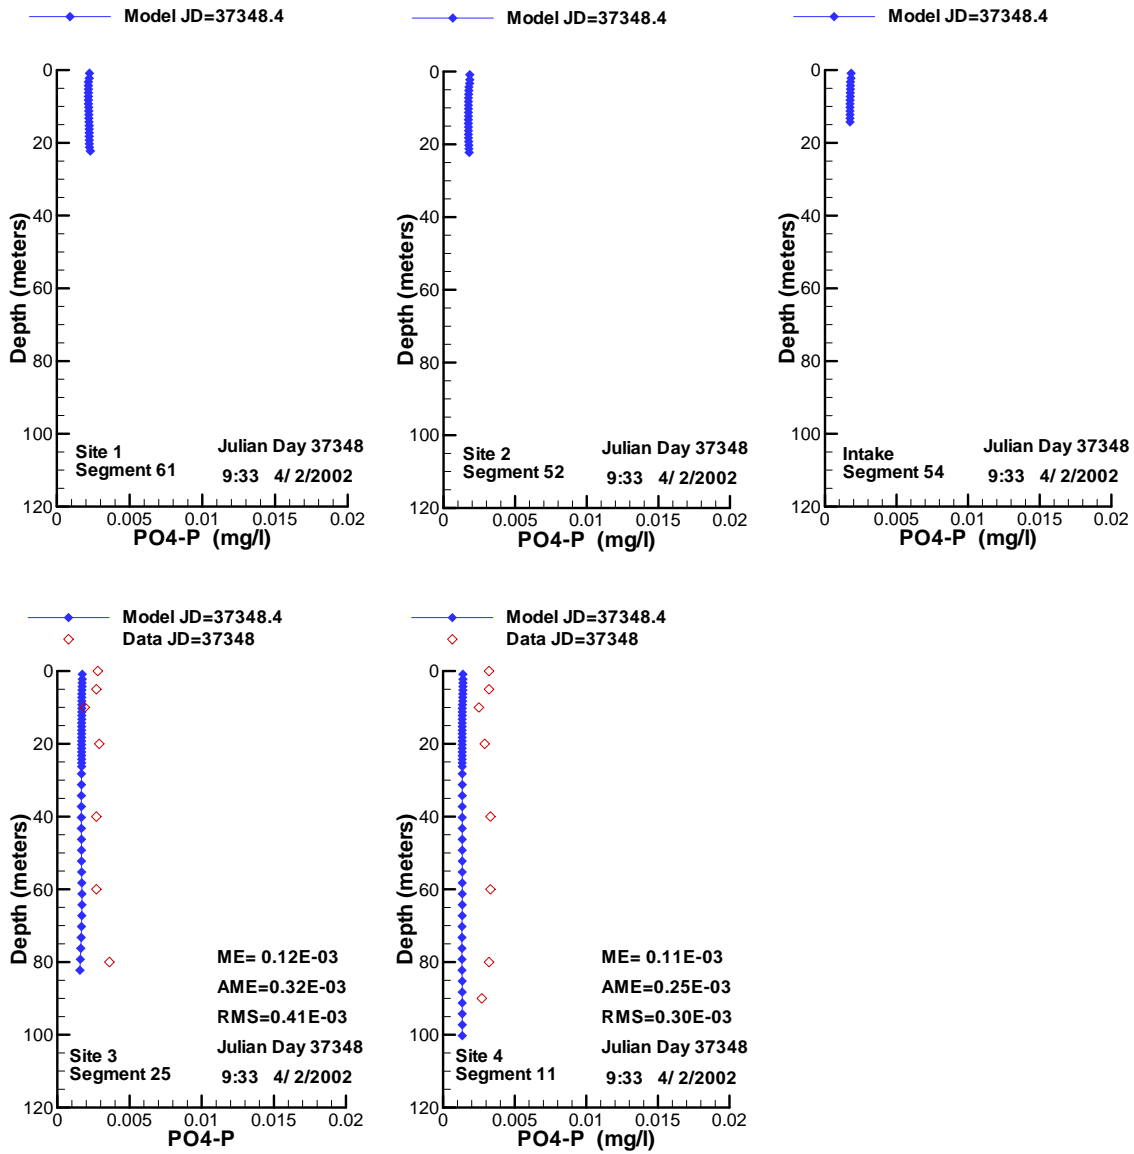 Model JD=37348.4
0
20
40
60
80
100
120
Depth (meters)
Site 1
Segment 61
Julian Day 37348
9:33 4/ 2/2002
0 0.005 0.01 0.015 0.02
PO4-P (mg/l)
Model JD=37348.4
0
20
40
60
80
100
120
Depth (meters)
Site 2
Segment 52
Julian Day 37348
9:33 4/ 2/2002
0 0.005 0.01 0.015 0.02
PO4-P (mg/l)
Model JD=37348.4
0
20
40
60
80
100
120
Depth (meters)
Intake
Segment 54
Julian Day 37348
9:33 4/ 2/2002
0 0.005 0.01 0.015 0.02
PO4-P (mg/l)
Model JD=37348.4
Data JD=37348
0
20
40
60
80
100
120
Depth (meters)
ME= 0.12E-03
AME=0.32E-03
RMS=0.41E-03
Site 3
Segment 25
Julian Day 37348
9:33 4/ 2/2002
0 0.005 0.01 0.015 0.02
PO4-P
Model JD=37348.4
Data JD=37348
0
20
40
60
80
100
120
Depth (meters)
ME= 0.11E-03
AME=0.25E-03
RMS=0.30E-03
Site 4
Segment 11
Julian Day 37348
9:33 4/ 2/2002
0 0.005 0.01 0.015 0.02
PO4-P (mg/l)